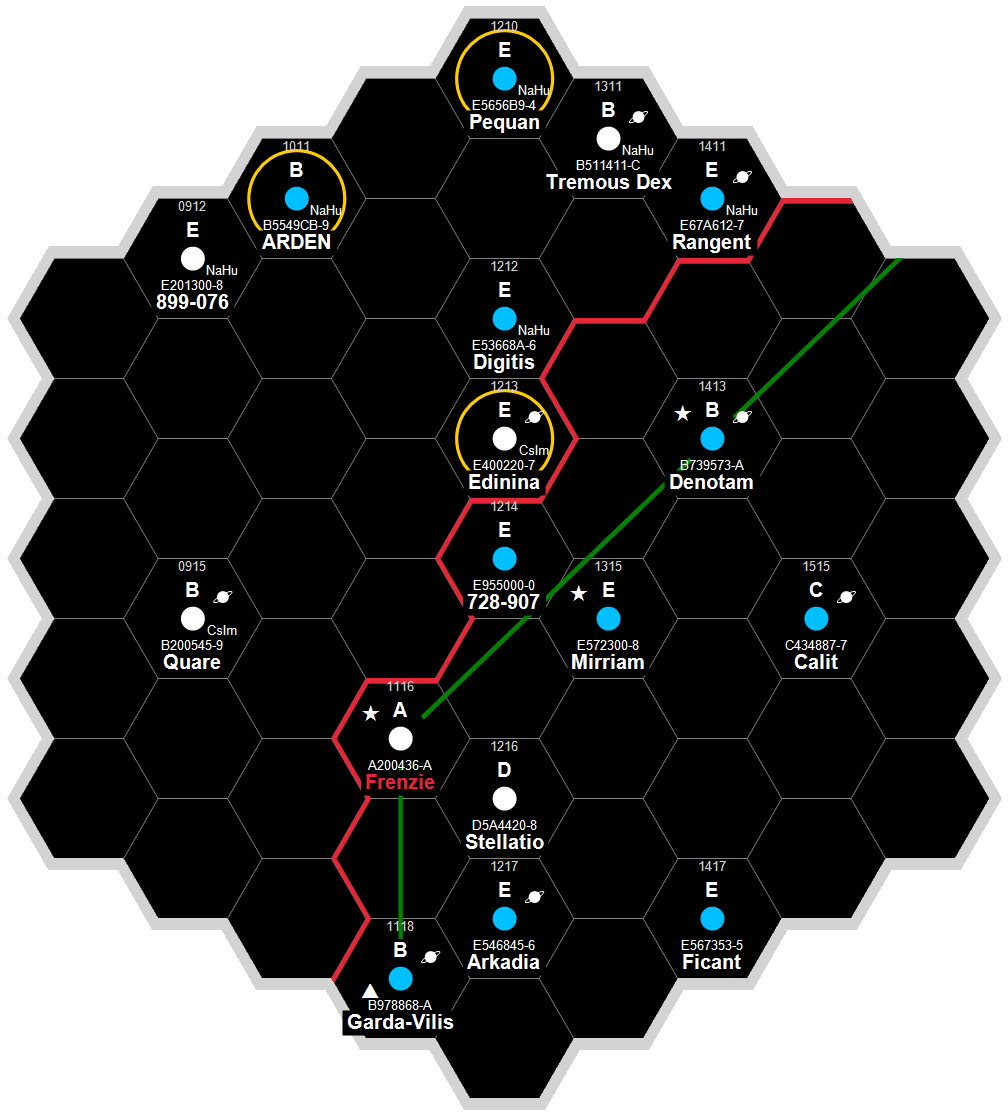 1210
E
NaHu
E5656B9-4
Pequan
1311
B
NaHu
B511411-C
Tremous Dex
1011
B
NaHu
B5549CB-9
ARDEN
1411
E
NaHu
E67A612-7
Rangent
0912
E
NaHu
E201300-8
899-076
1212
E
NaHu
E53668A-6
Digitis
1213
E
CsIm
E400220-7
Edinina
1413
B
B739573-A
Denotam
1214
E
E955000-0
728-907
0915
B
CsIm
B200545-9
Quare
1315
E
E572300-8
Mirriam
1515
C
C434887-7
Calit
1116
A
A200436-A
Frenzie
1216
D
D5A4420-8
Stellatio
1217
E
E546845-6
Arkadia
1417
E
E567353-5
Ficant
1118
B
B978868-A
Garda-Vilis